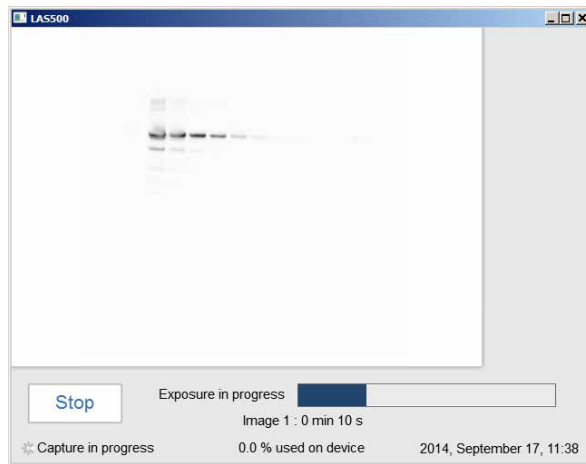 LAS500
Stop
Exposure in progress
Image 1 : 0 min 10 s
Capture in progress
0.0 % used on device
2014, September 17, 11:38